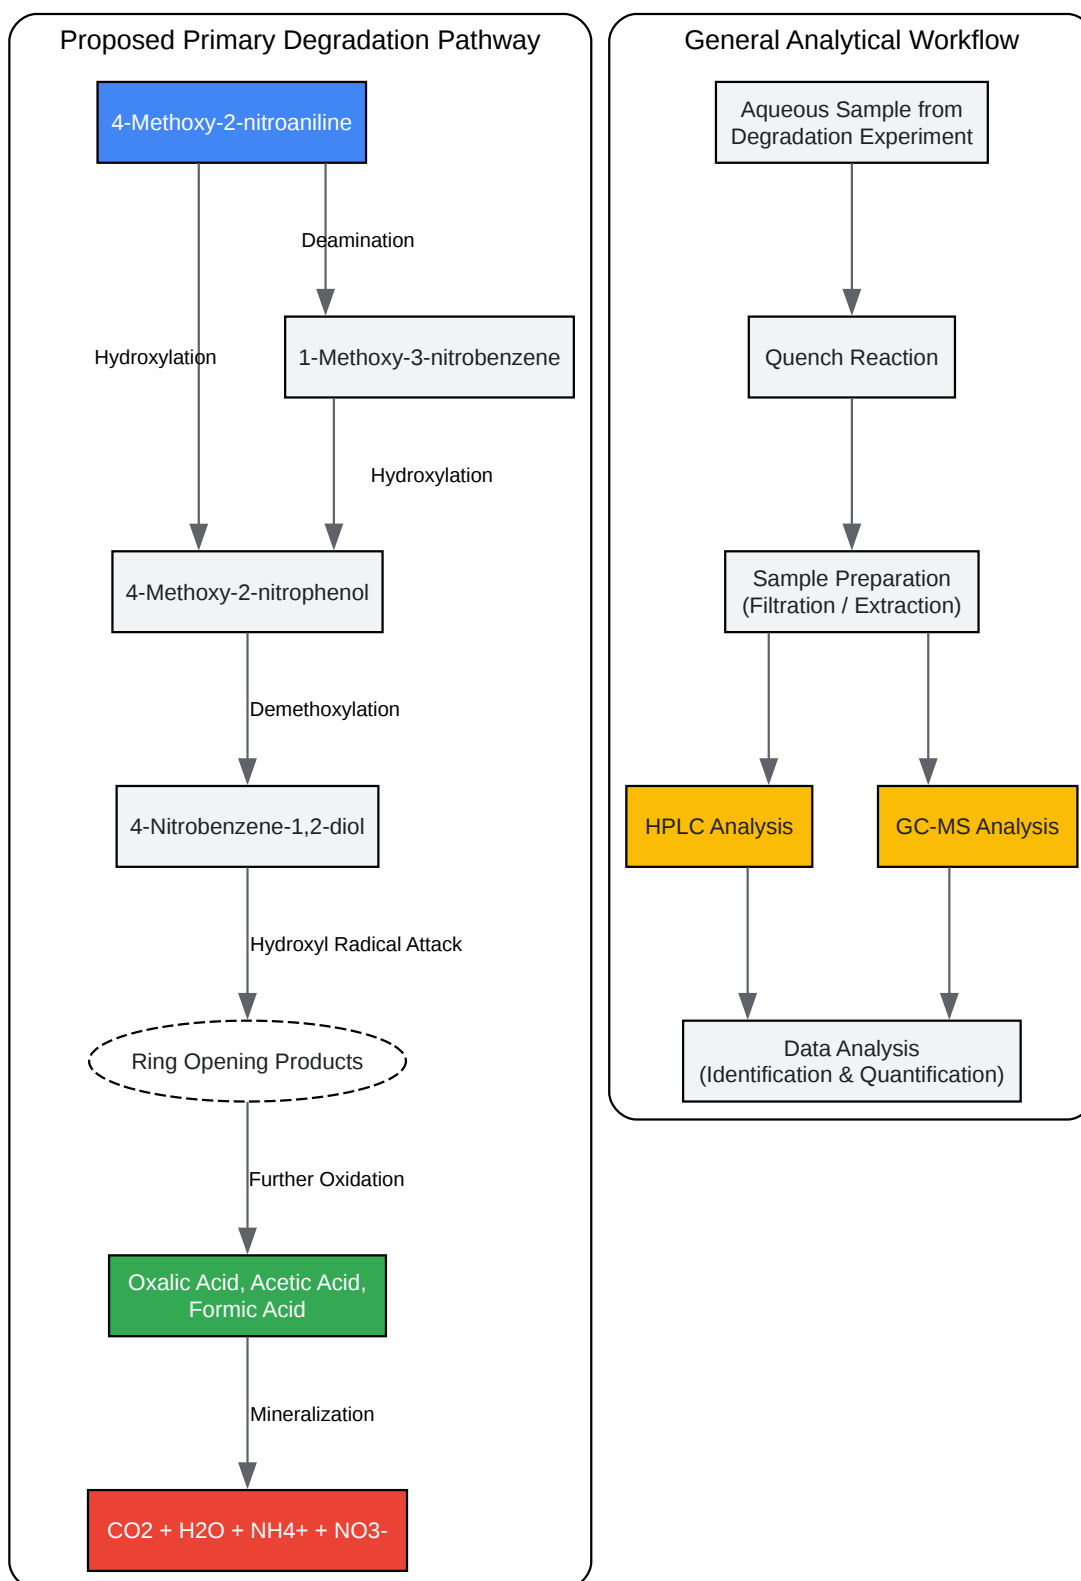 Proposed Primary Degradation Pathway
4-Methoxy-2-nitroaniline
Deamination
Hydroxylation
1-Methoxy-3-nitrobenzene
Hydroxylation
4-Methoxy-2-nitrophenol
Demethoxylation
4-Nitrobenzene-1,2-diol
Hydroxyl Radical Attack
Ring Opening Products
Further Oxidation
Oxalic Acid, Acetic Acid,
Formic Acid
Mineralization
CO2 + H2O + NH4+ + NO3-
General Analytical Workflow
Aqueous Sample from
Degradation Experiment
Quench Reaction
Sample Preparation
(Filtration / Extraction)
HPLC Analysis
GC-MS Analysis
Data Analysis
(Identification & Quantification)